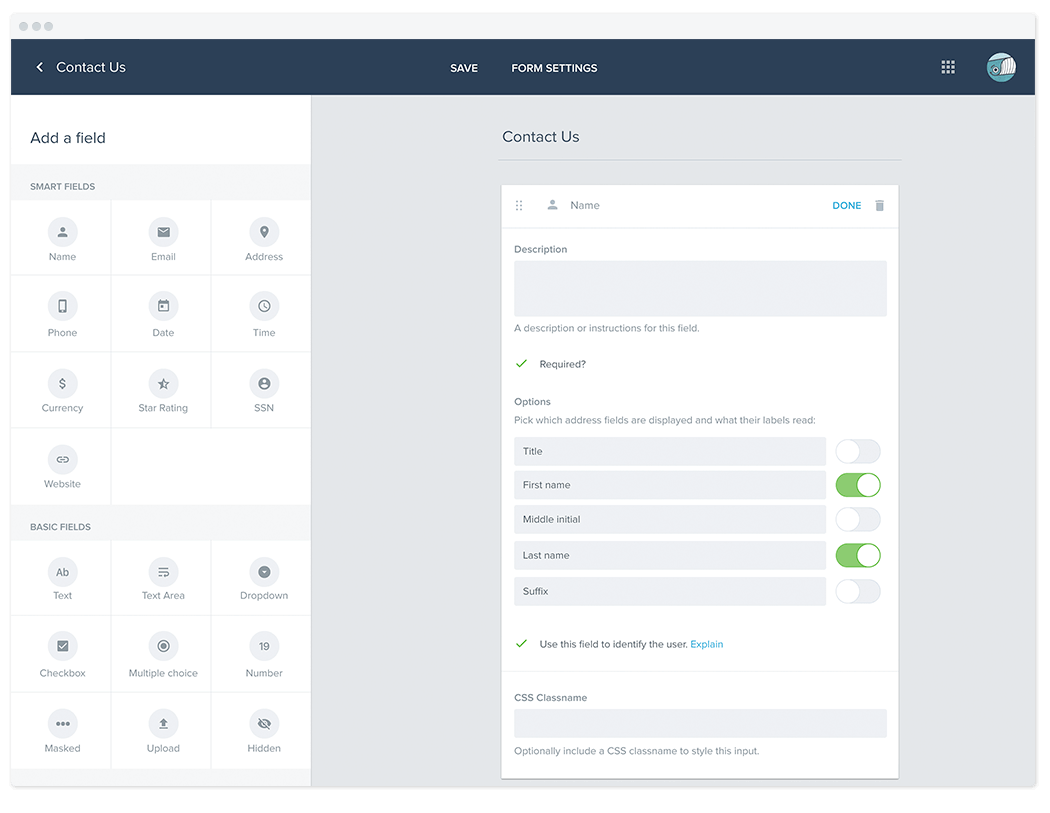 Contact Us
SAVE
FORM SETTINGS
Add a field
SMART FIELDS
Name
Email
Address
Phone
Date
Time
$
Currency
Star Rating
SSN
Website
BASIC FIELDS
Ab
Text
Text Area
Dropdown
Checkbox
Multiple choice
19
Number
Masked
Upload
Hidden
Contact Us
Name
DONE
Description
A description or instructions for this field.
Required?
Options
Pick which address fields are displayed and what their labels read:
Title
First name
Middle initial
Last name
Suffix
Use this field to identify the user. Explain
CSS Classname
Optionally include a CSS classname to style this input.